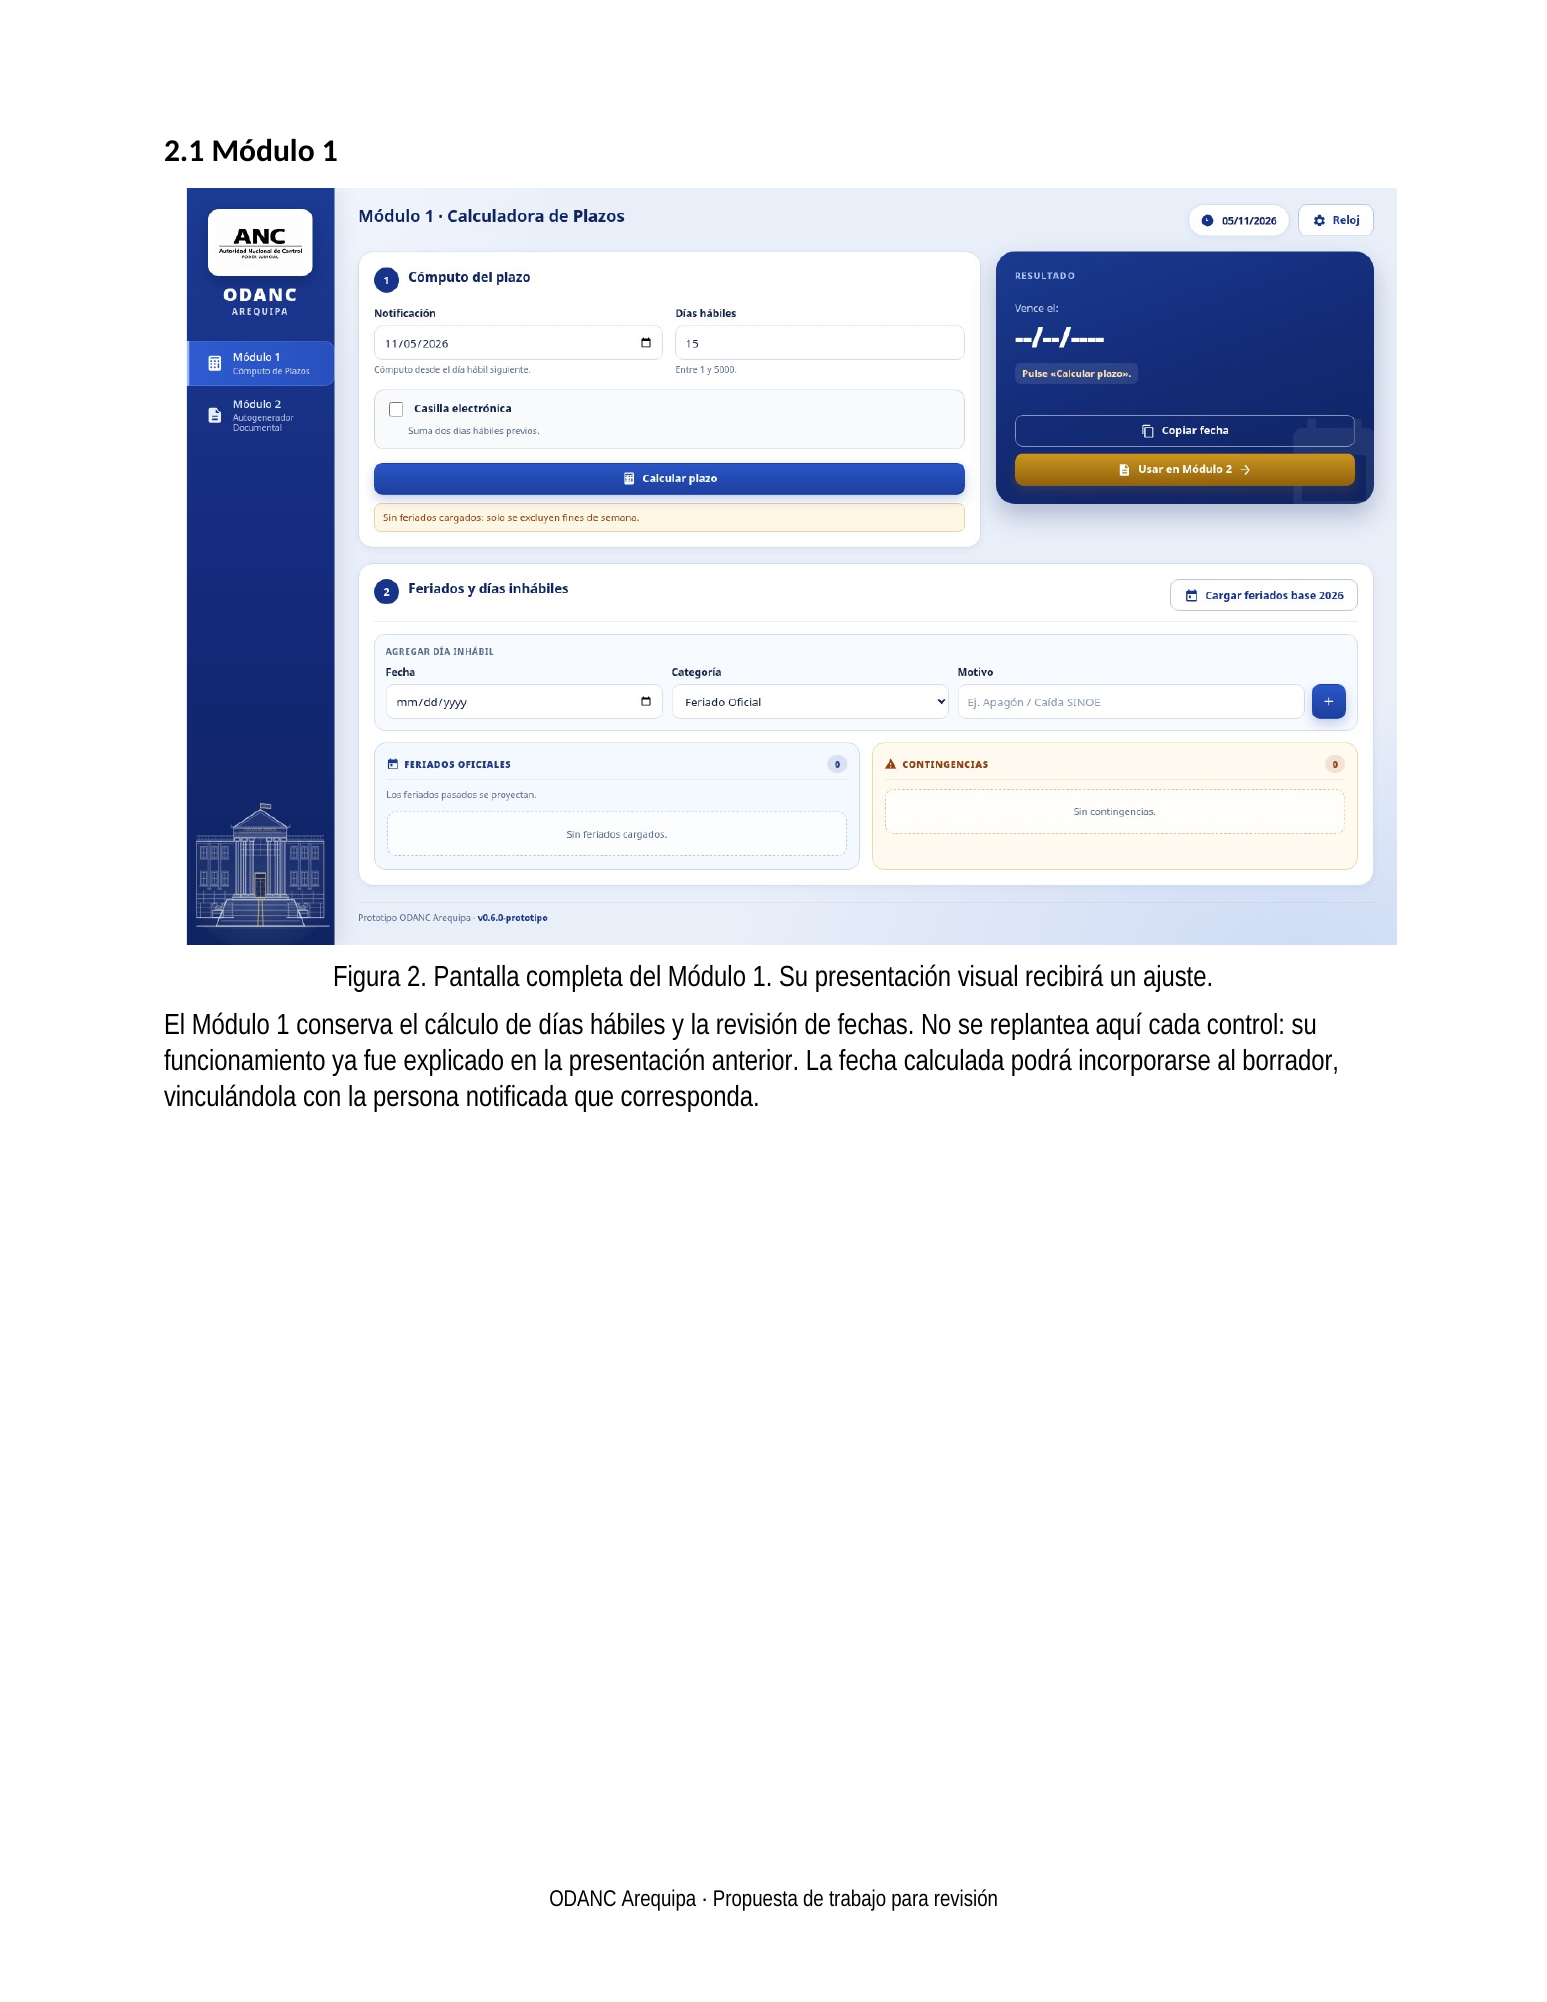 2.1 Módulo 1
ANC
Autoridad Nacional de Control
PODER JUDICIAL
ODANC
AREQUIPA
Módulo 1
Cómputo de Plazos
Módulo 2
Autogenerador
Documental
Módulo 1 · Calculadora de Plazos
05/11/2026
Reloj
1 Cómputo del plazo
Notificación
Días hábiles
11/05/2026
15
Cómputo desde el día hábil siguiente.
Entre 1 y 5000.
Casilla electrónica
Suma dos días hábiles previos.
Calcular plazo
Sin feriados cargados: solo se excluyen fines de semana.
RESULTADO
Vence el:
--/--/----
Pulse «Calcular plazo».
Copiar fecha
Usar en Módulo 2 →
2 Feriados y días inhábiles
Cargar feriados base 2026
AGREGAR DÍA INHÁBIL
Fecha
Categoría
Motivo
mm/dd/yyyy
Feriado Oficial
Ej. Apagón / Caída SINOE
+
FERIADOS OFICIALES
0
Los feriados pasados se proyectan.
Sin feriados cargados.
CONTINGENCIAS
0
Sin contingencias.
Prototipo ODANC Arequipa · v0.6.0-prototipo
Figura 2. Pantalla completa del Módulo 1. Su presentación visual recibirá un ajuste.
El Módulo 1 conserva el cálculo de días hábiles y la revisión de fechas. No se replantea aquí cada control: su
funcionamiento ya fue explicado en la presentación anterior. La fecha calculada podrá incorporarse al borrador,
vinculándola con la persona notificada que corresponda.
ODANC Arequipa · Propuesta de trabajo para revisión